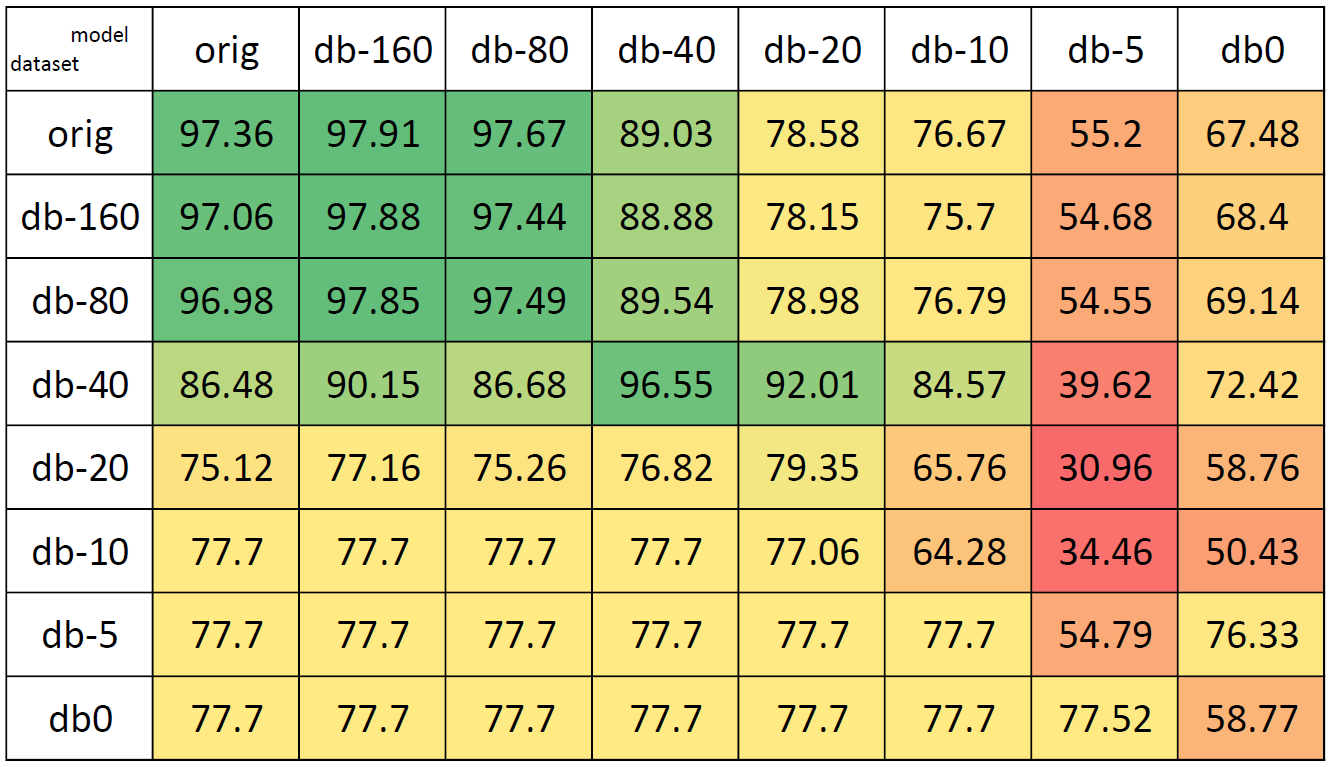 model
dataset
orig db-160 db-80 db-40 db-20 db-10 db-5 db0
orig 97.36 97.91 97.67 89.03 78.58 76.67 55.2 67.48
db-160 97.06 97.88 97.44 88.88 78.15 75.7 54.68 68.4
db-80 96.98 97.85 97.49 89.54 78.98 76.79 54.55 69.14
db-40 86.48 90.15 86.68 96.55 92.01 84.57 39.62 72.42
db-20 75.12 77.16 75.26 76.82 79.35 65.76 30.96 58.76
db-10 77.7 77.7 77.7 77.7 77.06 64.28 34.46 50.43
db-5 77.7 77.7 77.7 77.7 77.7 77.7 54.79 76.33
db0 77.7 77.7 77.7 77.7 77.7 77.7 77.52 58.77